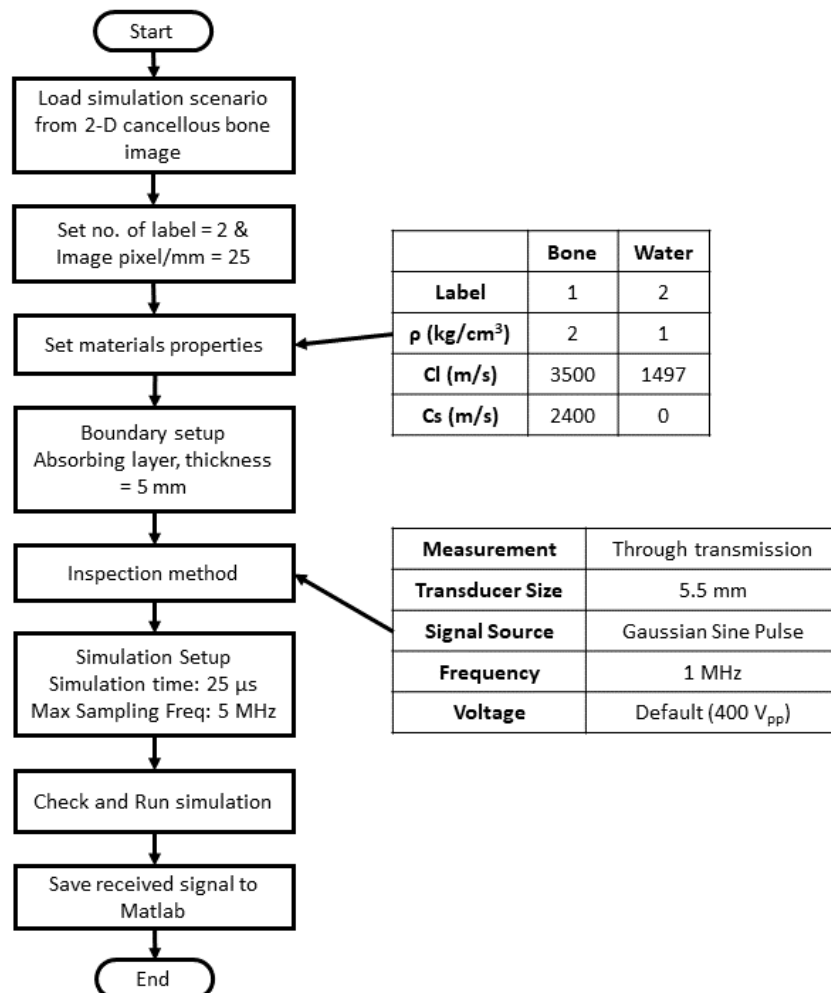 Start
Load simulation scenario
from 2-D cancellous bone
image
Set no. of label = 2 &
Image pixel/mm = 25
Set materials properties
Bone Water
Label 1 2
ρ (kg/cm³) 2 1
Cl (m/s) 3500 1497
Cs (m/s) 2400 0
Boundary setup
Absorbing layer, thickness
= 5 mm
Inspection method
Measurement Through transmission
Transducer Size 5.5 mm
Signal Source Gaussian Sine Pulse
Frequency 1 MHz
Voltage Default (400 Vpp)
Simulation Setup
Simulation time: 25 µs
Max Sampling Freq: 5 MHz
Check and Run simulation
Save received signal to
Matlab
End